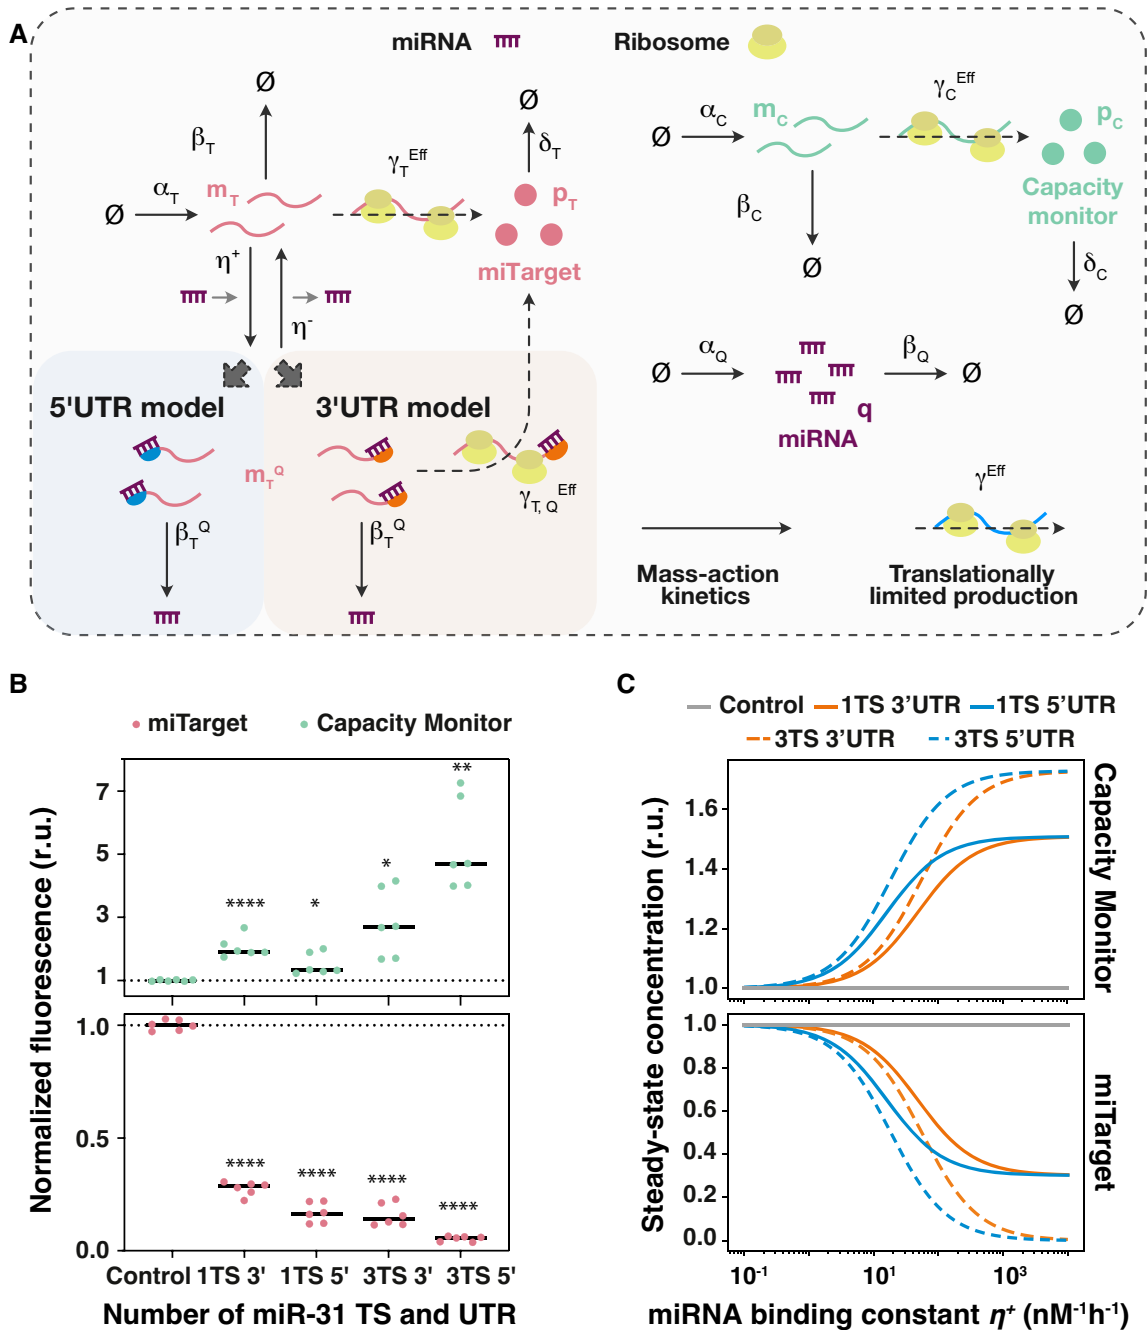 A
miRNA
Ribosome
Ø
β_T
α_T
m_T
Ø
γ_T^Eff
Ø
δ_T
p_T
miTarget
η⁺
η⁻
α_C
m_C
Ø
γ_C^Eff
p_C
Capacity
monitor
β_C
Ø
δ_C
Ø
α_Q
β_Q
Ø
Ø
q
miRNA
5'UTR model
3'UTR model
m_T^Q
γ_T, Q^Eff
β_T^Q
β_T^Q
γ^Eff
Mass-action
kinetics
Translationally
limited production
B
miTarget
Capacity Monitor
Normalized fluorescence (r.u.)
7
5
3
1
****
*
*
**
1.0
0.5
0.0
****
****
****
****
Control 1TS 3' 1TS 5' 3TS 3' 3TS 5'
Number of miR-31 TS and UTR
C
Control 1TS 3'UTR 1TS 5'UTR
3TS 3'UTR 3TS 5'UTR
Steady-state concentration (r.u.)
1.6
1.4
1.2
1.0
Capacity Monitor
1.0
0.8
0.6
0.4
0.2
0.0
miTarget
10⁻¹ 10¹ 10³
miRNA binding constant η⁺ (nM⁻¹h⁻¹)